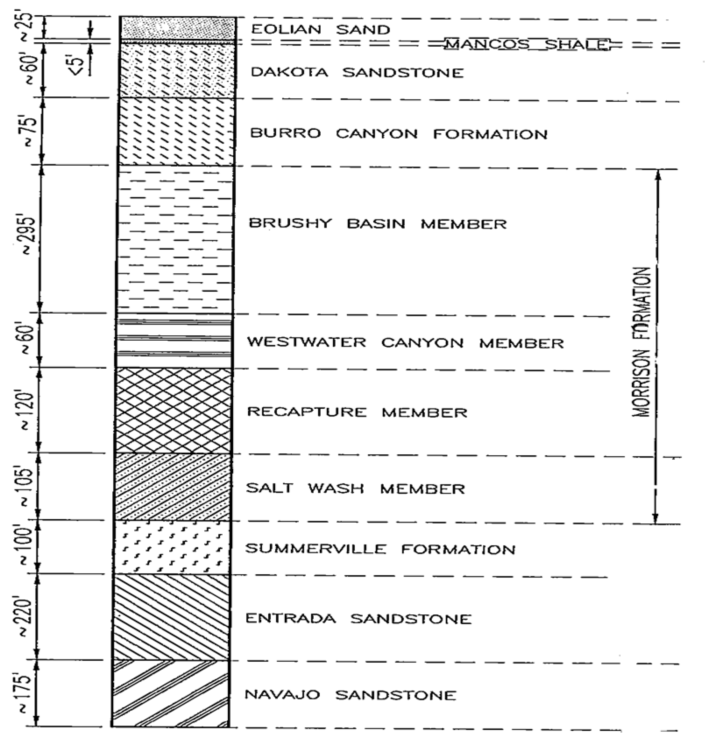 ~25'
EOLIAN SAND
<5'
MANCOS SHALE
~60'
DAKOTA SANDSTONE
~75'
BURRO CANYON FORMATION
~295'
BRUSHY BASIN MEMBER
MORRISON FORMATION
~60'
WESTWATER CANYON MEMBER
~120'
RECAPTURE MEMBER
~105'
SALT WASH MEMBER
~100'
SUMMERVILLE FORMATION
~220'
ENTRADA SANDSTONE
~175'
NAVAJO SANDSTONE